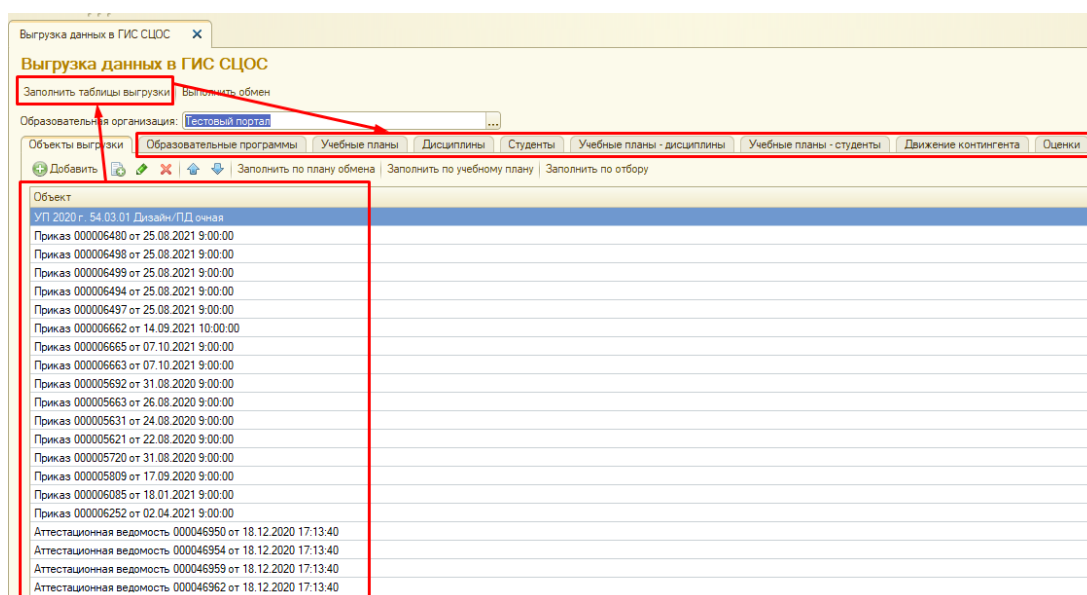 Выгрузка данных в ГИС СЦОС
Выгрузка данных в ГИС СЦОС
Заполнить таблицы выгрузки Выполнить обмен
Образовательная организация: Тестовый портал ...
Объекты выгрузки Образовательные программы Учебные планы Дисциплины Студенты Учебные планы - дисциплины Учебные планы - студенты Движение контингента Оценки
Добавить Заполнить по плану обмена Заполнить по учебному плану Заполнить по отбору
Объект
УП 2020 г. 54.03.01 Дизайн/ПД очная
Приказ 000006480 от 25.08.2021 9:00:00
Приказ 000006498 от 25.08.2021 9:00:00
Приказ 000006499 от 25.08.2021 9:00:00
Приказ 000006494 от 25.08.2021 9:00:00
Приказ 000006497 от 25.08.2021 9:00:00
Приказ 000006662 от 14.09.2021 10:00:00
Приказ 000006665 от 07.10.2021 9:00:00
Приказ 000006663 от 07.10.2021 9:00:00
Приказ 000005692 от 31.08.2020 9:00:00
Приказ 000005663 от 26.08.2020 9:00:00
Приказ 000005631 от 24.08.2020 9:00:00
Приказ 000005621 от 22.08.2020 9:00:00
Приказ 000005720 от 31.08.2020 9:00:00
Приказ 000005809 от 17.09.2020 9:00:00
Приказ 000006085 от 18.01.2021 9:00:00
Приказ 000006252 от 02.04.2021 9:00:00
Аттестационная ведомость 000046950 от 18.12.2020 17:13:40
Аттестационная ведомость 000046954 от 18.12.2020 17:13:40
Аттестационная ведомость 000046959 от 18.12.2020 17:13:40
Аттестационная ведомость 000046962 от 18.12.2020 17:13:40